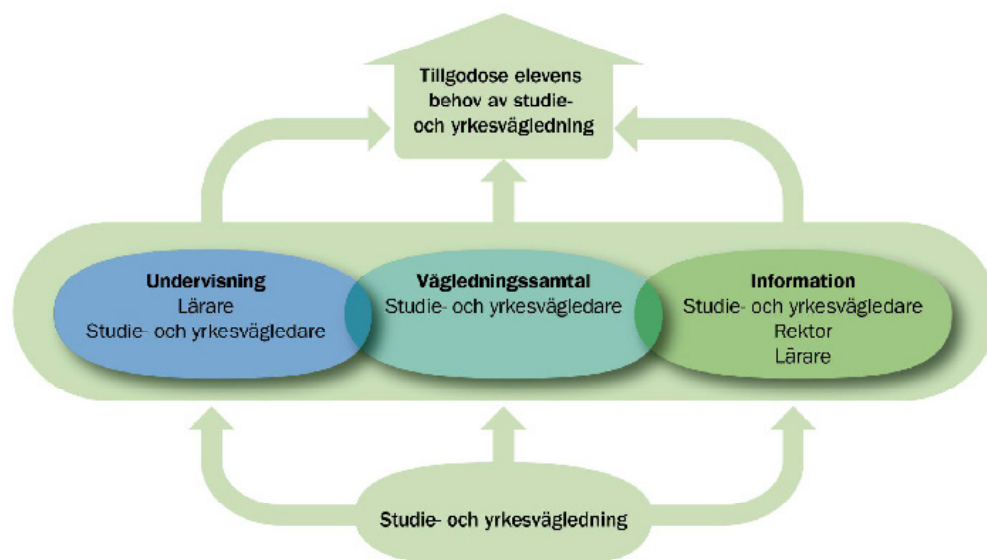 Tillgodose elevens
behov av studie-
och yrkesvägledning
Undervisning
Lärare
Studie- och yrkesvägledare
Vägledningssamtal
Studie- och yrkesvägledare
Information
Studie- och yrkesvägledare
Rektor
Lärare
Studie- och yrkesvägledning